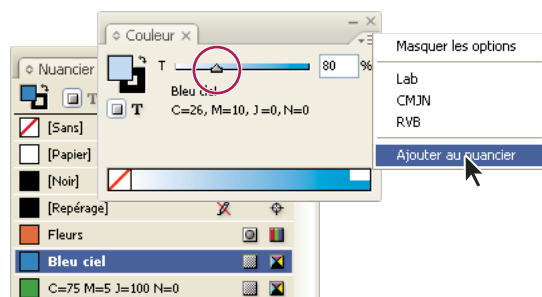 Couleur
T 80 %
Bleu ciel
C=26, M=10, J=0, N=0
T
Masquer les options
Lab
CMJN
RVB
Ajouter au nuancier
Nuancier
T
[Sans]
[Papier]
[Noir]
[Repérage]
Fleurs
Bleu ciel
C=75 M=5 J=100 N=0